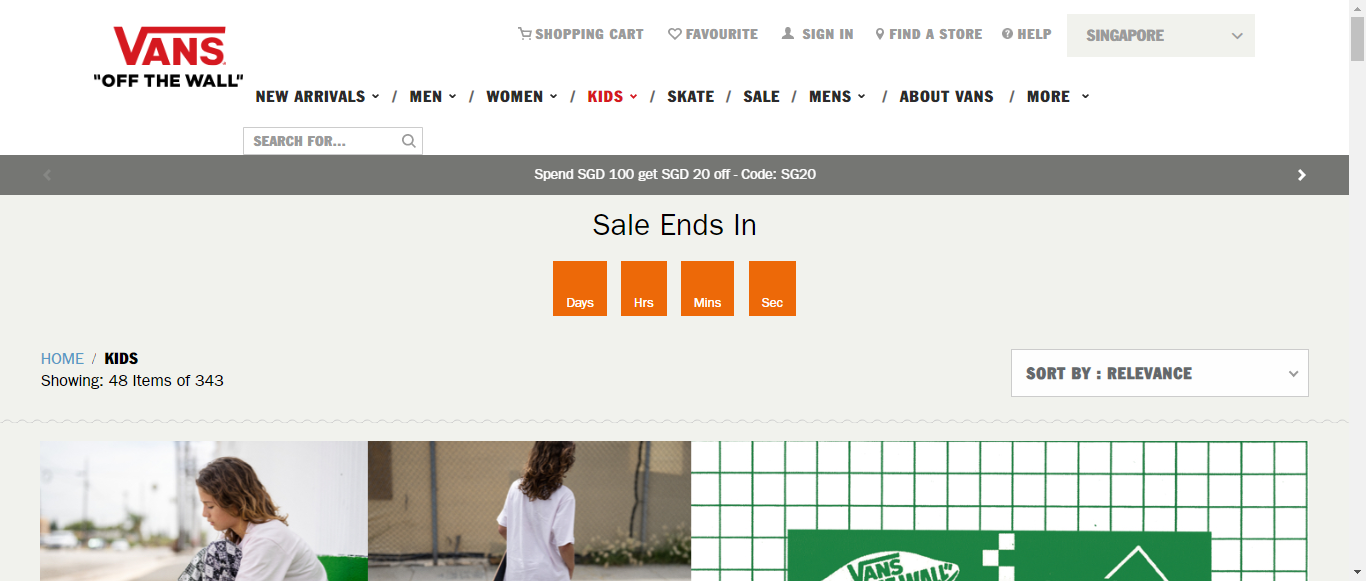 VANS
"OFF THE WALL"
SHOPPING CART FAVOURITE SIGN IN FIND A STORE HELP SINGAPORE
NEW ARRIVALS / MEN / WOMEN / KIDS / SKATE / SALE / MENS / ABOUT VANS / MORE
SEARCH FOR...
Spend SGD 100 get SGD 20 off - Code: SG20
Sale Ends In
Days Hrs Mins Sec
HOME / KIDS
Showing: 48 Items of 343
SORT BY : RELEVANCE
VANS
"OFF THE WALL"